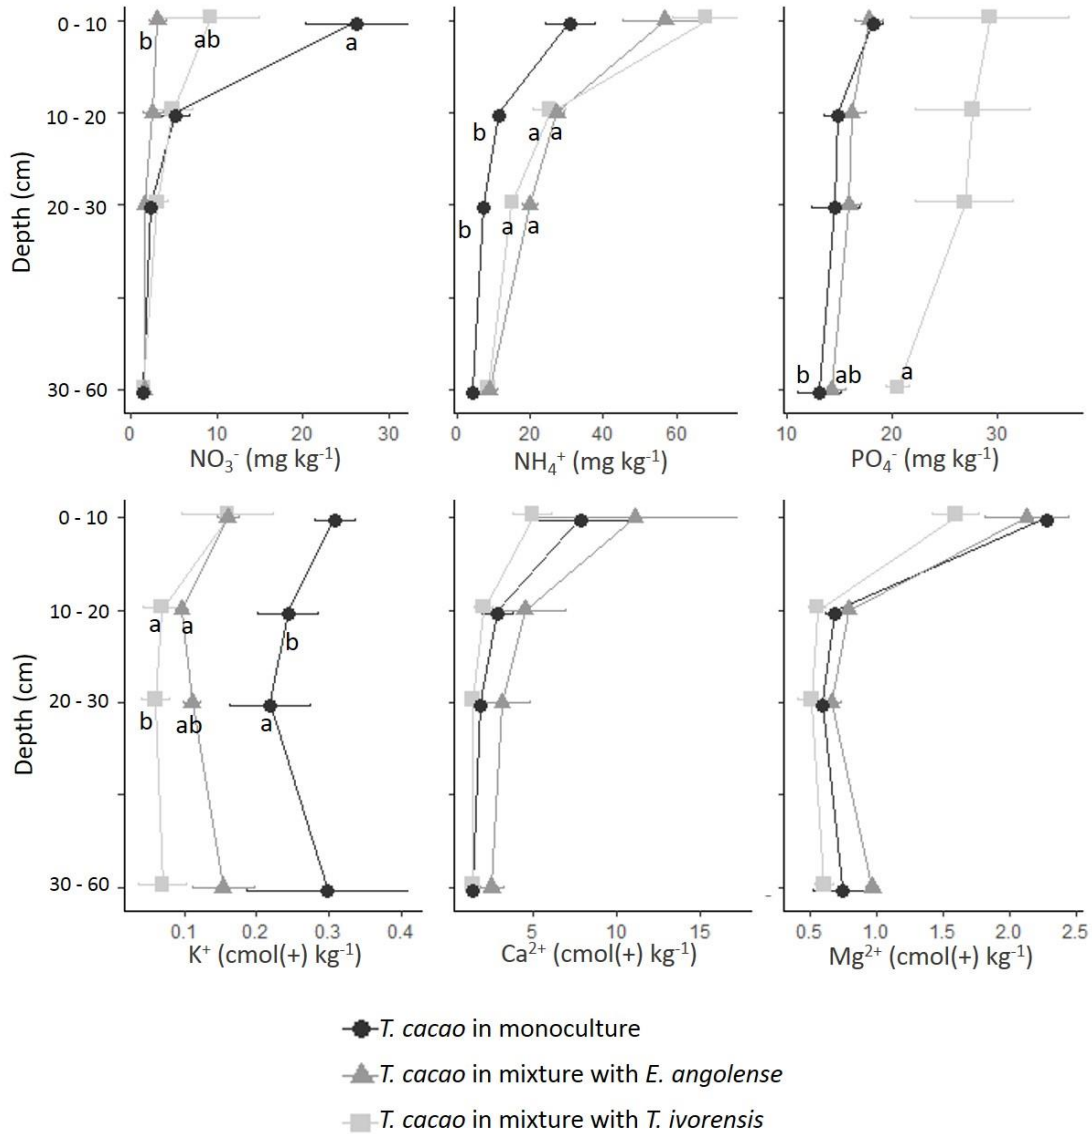 0 - 10
10 - 20
20 - 30
30 - 60
Depth (cm)
b
ab
a
0
10
20
30
NO₃⁻ (mg kg⁻¹)
b
a
a
b
a
a
0
20
40
60
NH₄⁺ (mg kg⁻¹)
b
ab
a
10
20
30
PO₄⁻ (mg kg⁻¹)
0 - 10
10 - 20
20 - 30
30 - 60
Depth (cm)
a
a
b
b
ab
a
0.1
0.2
0.3
0.4
K⁺ (cmol(+) kg⁻¹)
5
10
15
Ca²⁺ (cmol(+) kg⁻¹)
0.5
1.0
1.5
2.0
2.5
Mg²⁺ (cmol(+) kg⁻¹)
T. cacao in monoculture
T. cacao in mixture with E. angolense
T. cacao in mixture with T. ivorensis